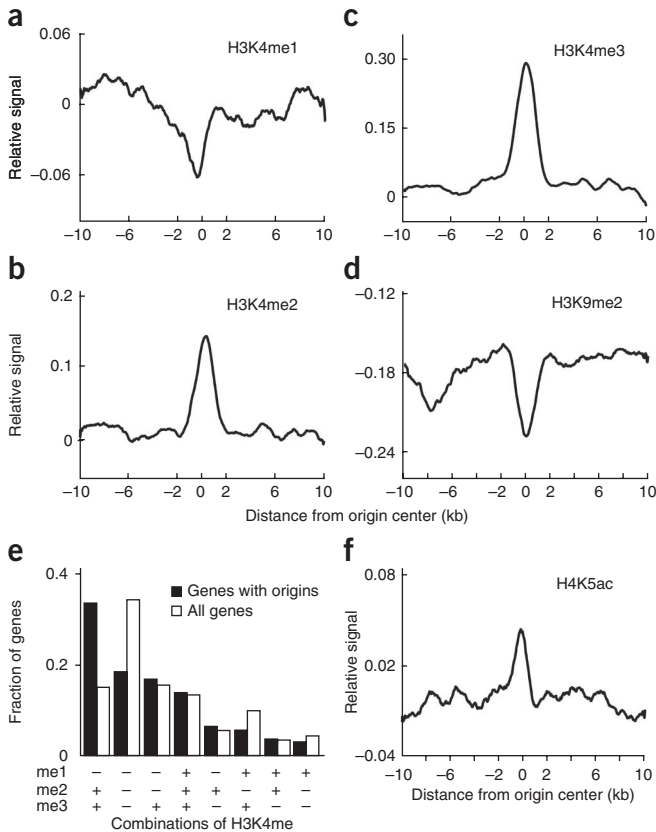 a
0.06
0
−0.06
Relative signal
H3K4me1
−10 −6 −2 0 2 6 10
c
0.30
0.15
0
H3K4me3
−10 −6 −2 0 2 6 10
b
0.2
0.1
0
Relative signal
H3K4me2
−10 −6 −2 0 2 6 10
d
−0.12
−0.18
−0.24
H3K9me2
−10 −6 −2 0 2 6 10
Distance from origin center (kb)
e
0.4
0.2
0
Fraction of genes
Genes with origins
All genes
me1 − − − + − + + +
me2 + − − + + − + −
me3 + − + + − + − −
Combinations of H3K4me
f
0.08
0.02
−0.04
Relative signal
H4K5ac
−10 −6 −2 0 2 6 10
Distance from origin (kb)